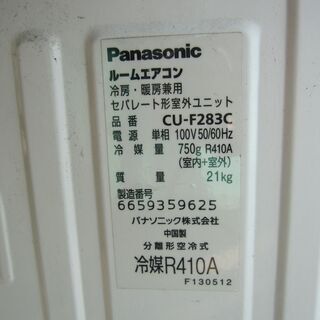 Panasonic
ルームエアコン
冷房・暖房兼用
セパレート形室外ユニット
品番 CU-F283C
電源 単相 100V 50/60Hz
冷媒量 750g R410A
(室内+室外)
質量 21kg
製造番号
6659359625
パナソニック株式会社
中国製
分離形空冷式
冷媒R410A
F130512